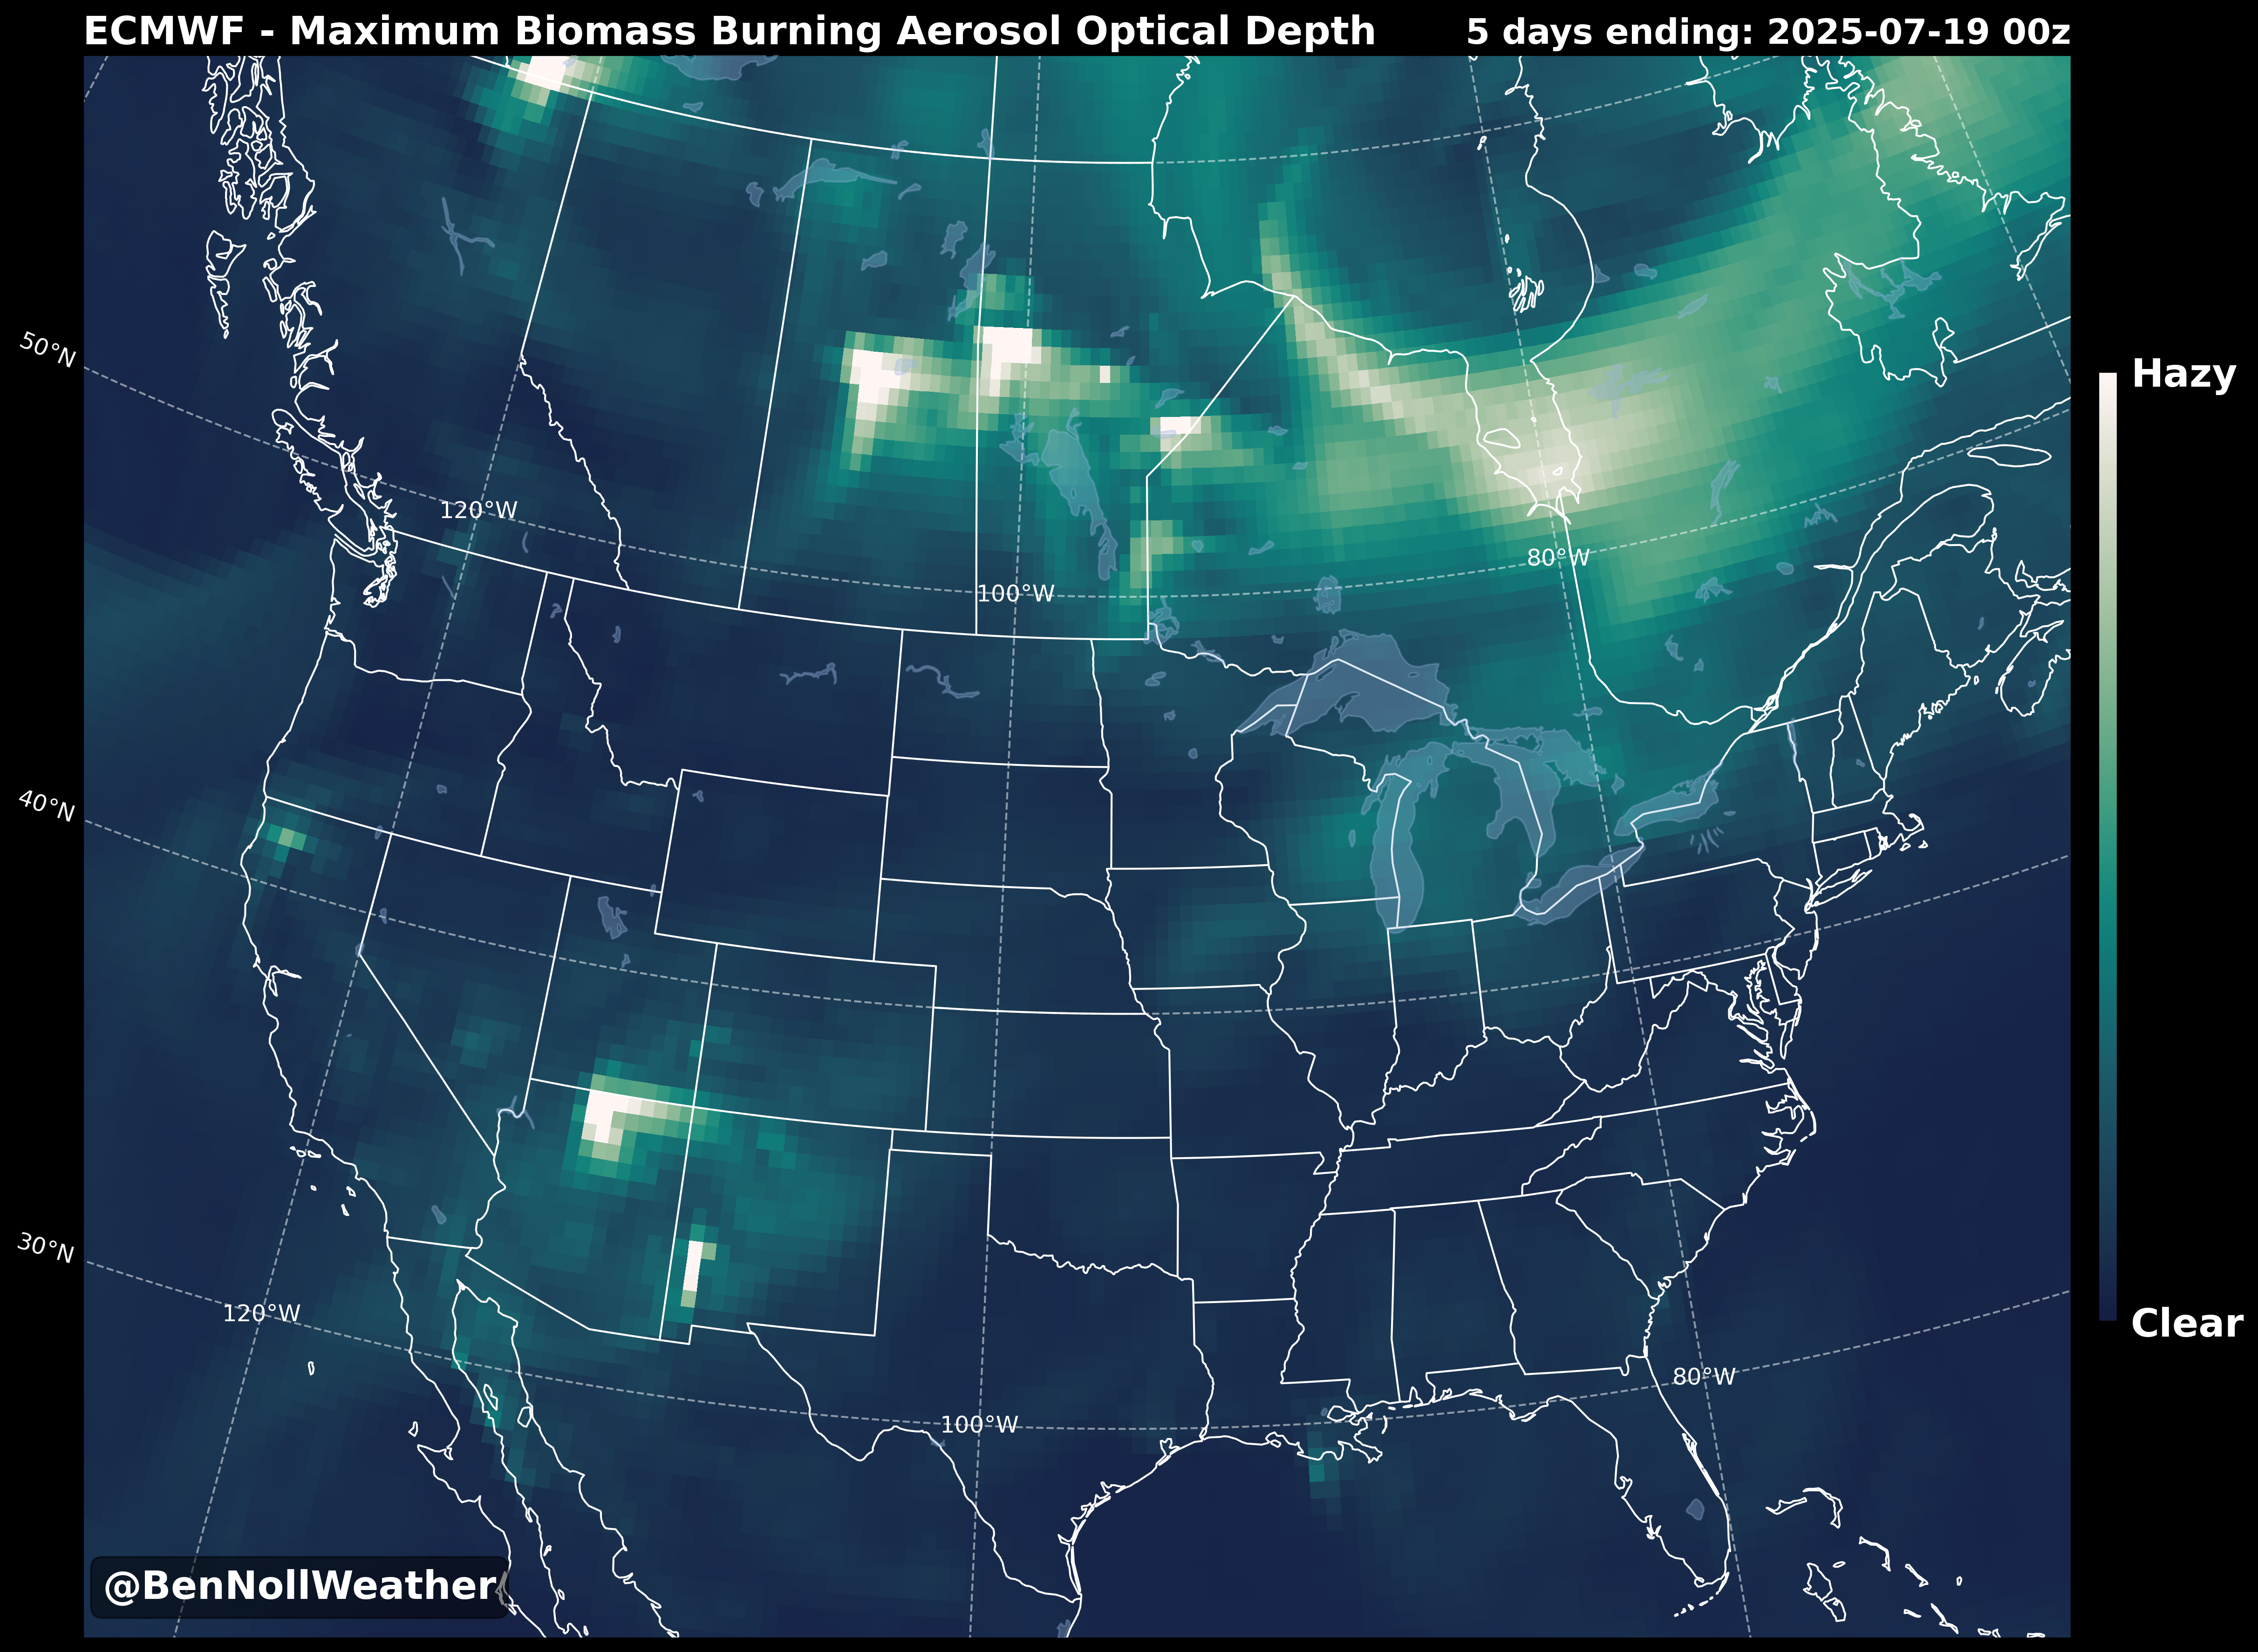 ECMWF - Maximum Biomass Burning Aerosol Optical Depth
5 days ending: 2025-07-19 00z
50°N
Hazy
120°W
80°W
100°W
40°N
30°N
120°W
Clear
80°W
100°W
@BenNollWeather